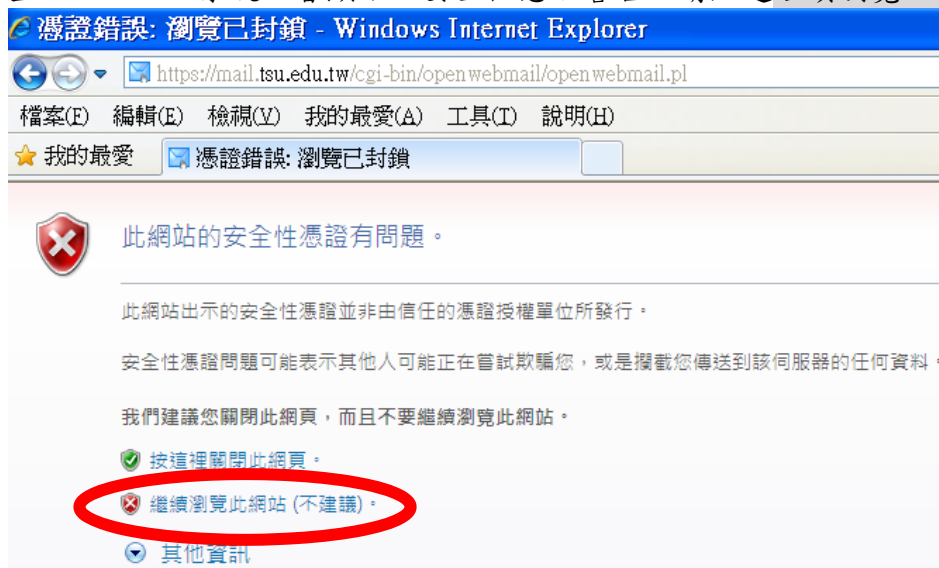 憑證錯誤: 瀏覽已封鎖 - Windows Internet Explorer
https://mail.tsu.edu.tw/cgi-bin/openwebmail/openwebmail.pl
檔案(F) 編輯(E) 檢視(V) 我的最愛(A) 工具(T) 說明(H)
我的最愛 憑證錯誤: 瀏覽已封鎖
此網站的安全性憑證有問題。
此網站出示的安全性憑證並非由信任的憑證授權單位所發行。
安全性憑證問題可能表示其他人可能正在嘗試欺騙您，或是攔截您傳送到該伺服器的任何資料。
我們建議您關閉此網頁，而且不要繼續瀏覽此網站。
按這裡關閉此網頁。
繼續瀏覽此網站 (不建議)。
其他資訊